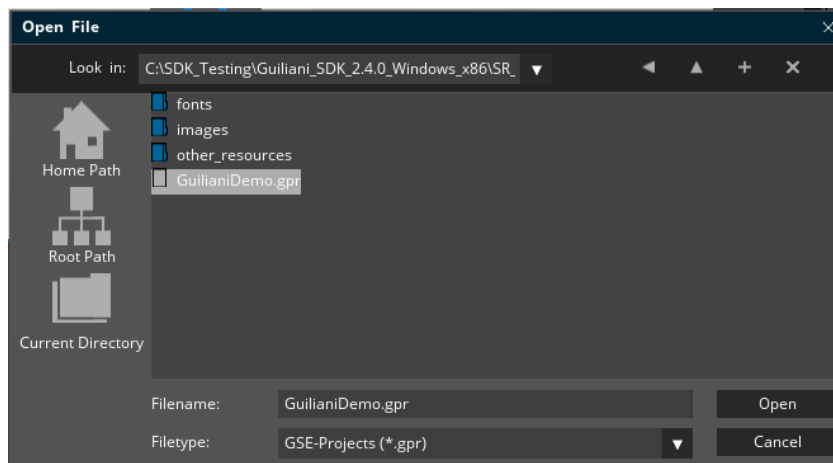 Open File
Look in: C:\SDK_Testing\Guiliani_SDK_2.4.0_Windows_x86\SR_
fonts
images
other_resources
GuilianiDemo.gpr
Home Path
Root Path
Current Directory
Filename: GuilianiDemo.gpr Open
Filetype: GSE-Projects (*.gpr) Cancel